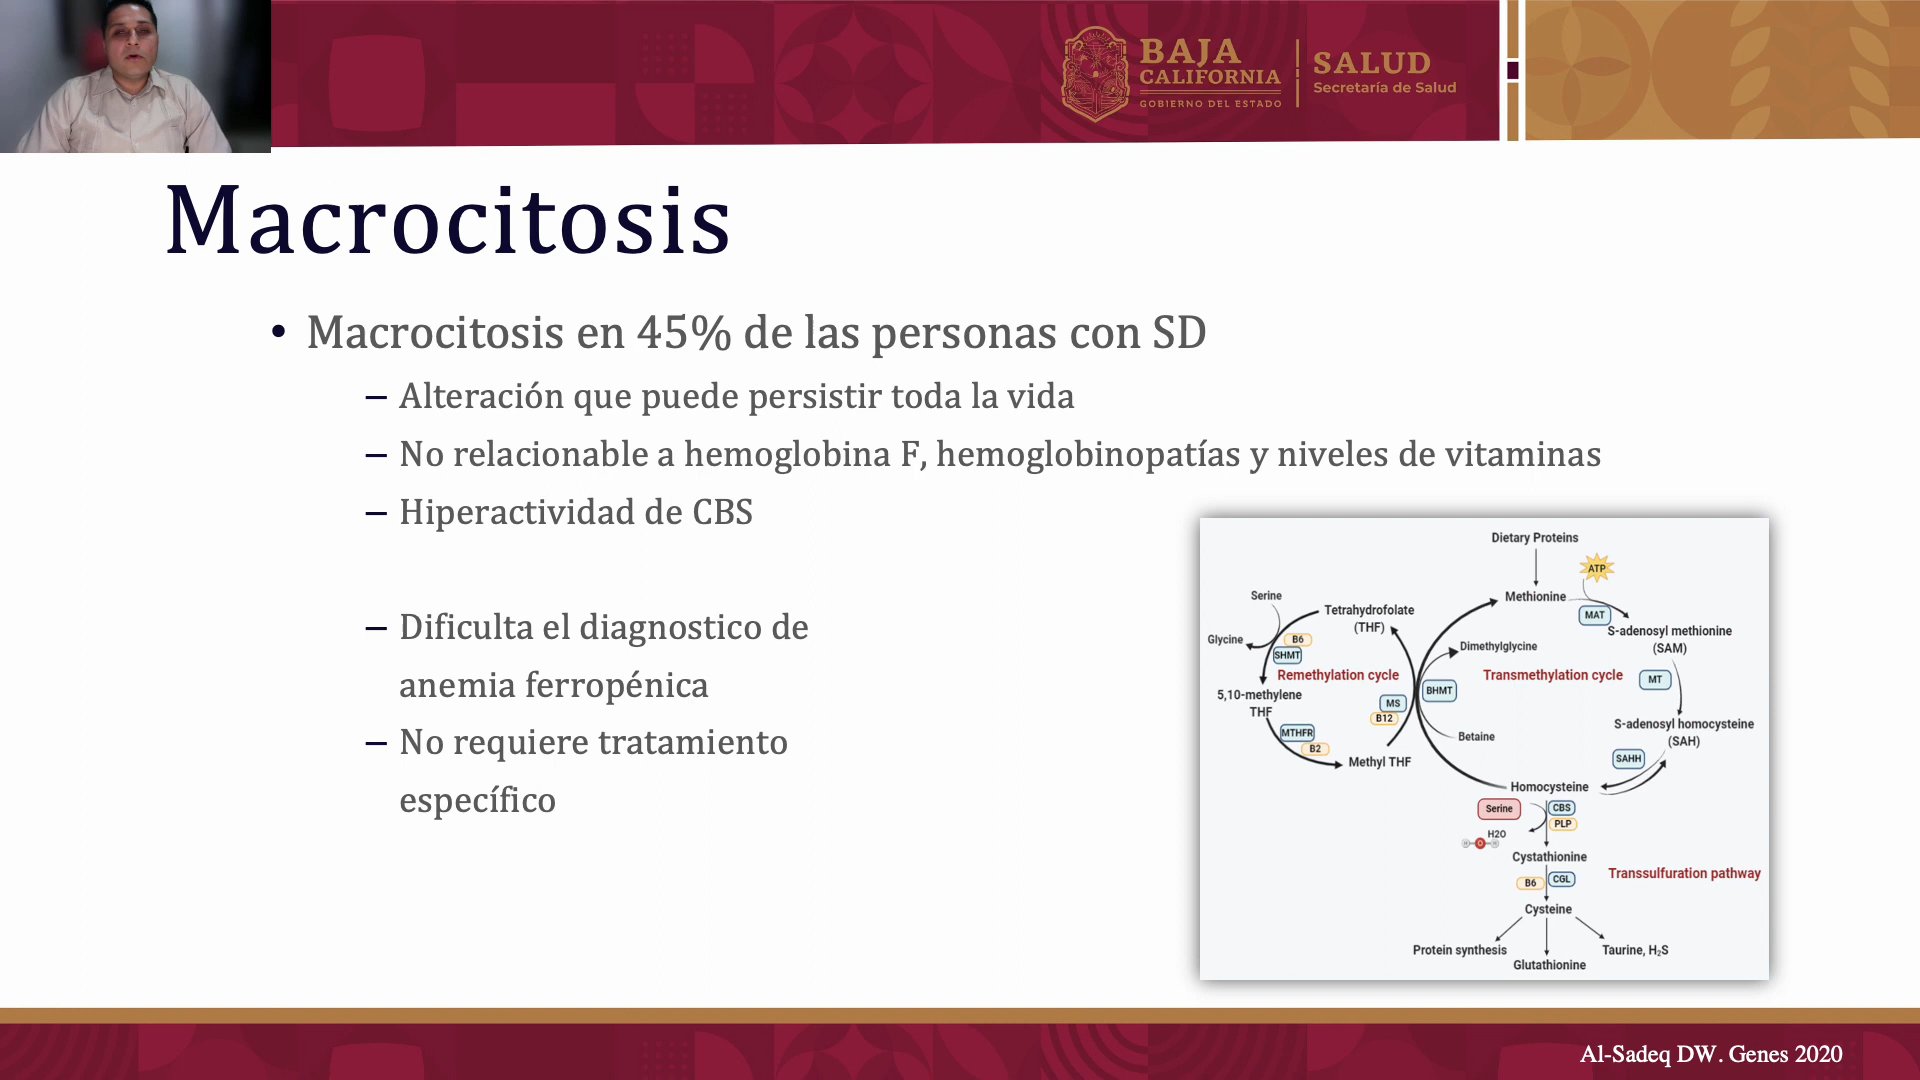 BAJA
CALIFORNIA
GOBIERNO DEL ESTADO
SALUD
Secretaría de Salud
Macrocitosis
• Macrocitosis en 45% de las personas con SD
– Alteración que puede persistir toda la vida
– No relacionable a hemoglobina F, hemoglobinopatías y niveles de vitaminas
– Hiperactividad de CBS
– Dificulta el diagnostico de
anemia ferropénica
– No requiere tratamiento
específico
Dietary Proteins
ATP
Methionine
MAT
S-adenosyl methionine
(SAM)
Serine
Tetrahydrofolate
(THF)
Glycine
B6
SHMT
Dimethylglycine
Remethylation cycle
Transmethylation cycle
MT
5,10-methylene
THF
MS
B12
BHMT
S-adenosyl homocysteine
(SAH)
MTHFR
B2
Betaine
Methyl THF
SAHH
Homocysteine
Serine
CBS
PLP
H2O
H O H
Cystathionine
B6
CGL
Transsulfuration pathway
Cysteine
Protein synthesis
Glutathionine
Taurine, H₂S
Al-Sadeq DW. Genes 2020